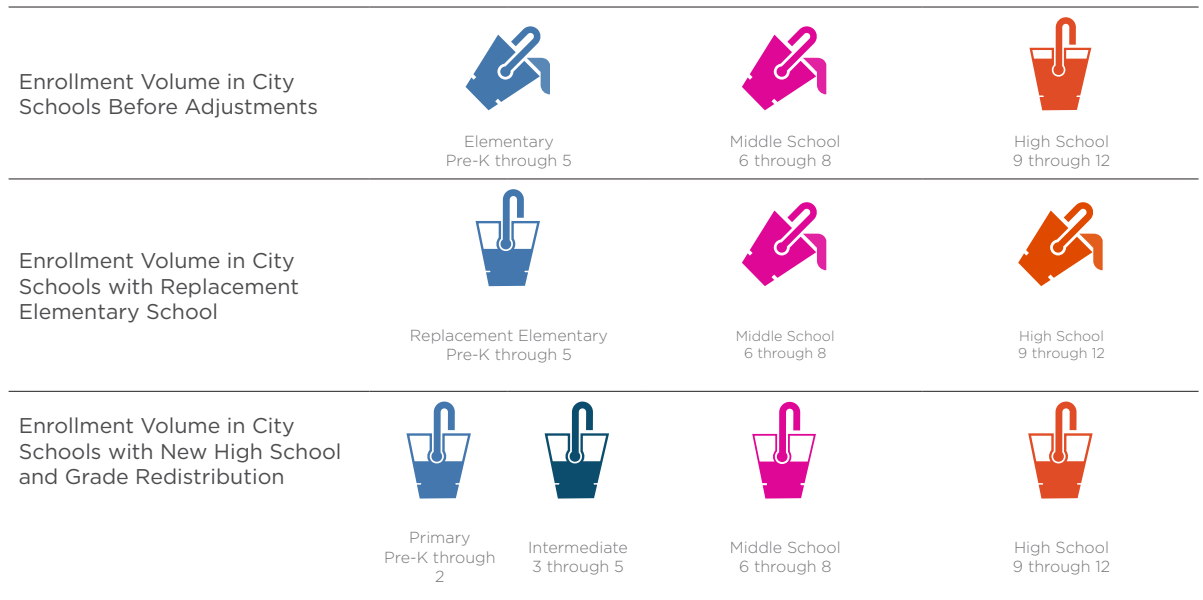 Enrollment Volume in City
Schools Before Adjustments
Elementary
Pre-K through 5
Middle School
6 through 8
High School
9 through 12
Enrollment Volume in City
Schools with Replacement
Elementary School
Replacement Elementary
Pre-K through 5
Middle School
6 through 8
High School
9 through 12
Enrollment Volume in City
Schools with New High School
and Grade Redistribution
Primary
Pre-K through
2
Intermediate
3 through 5
Middle School
6 through 8
High School
9 through 12